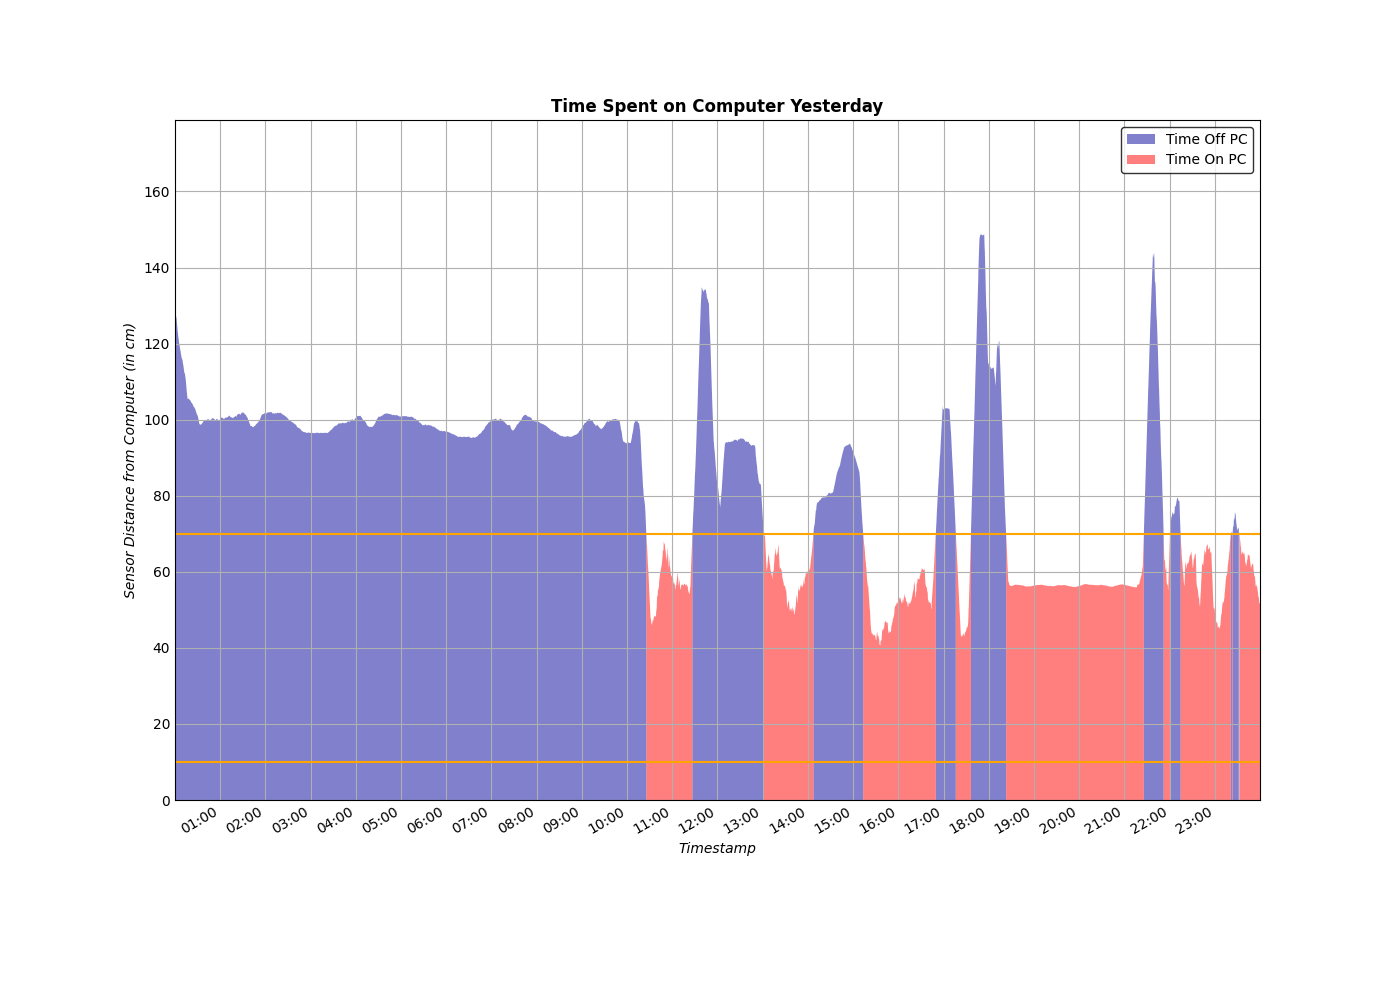 Time Spent on Computer Yesterday
Time Off PC
Time On PC
160
140
120
100
80
60
40
20
0
Sensor Distance from Computer (in cm)
01:00 02:00 03:00 04:00 05:00 06:00 07:00 08:00 09:00 10:00 11:00 12:00 13:00 14:00 15:00 16:00 17:00 18:00 19:00 20:00 21:00 22:00 23:00
Timestamp